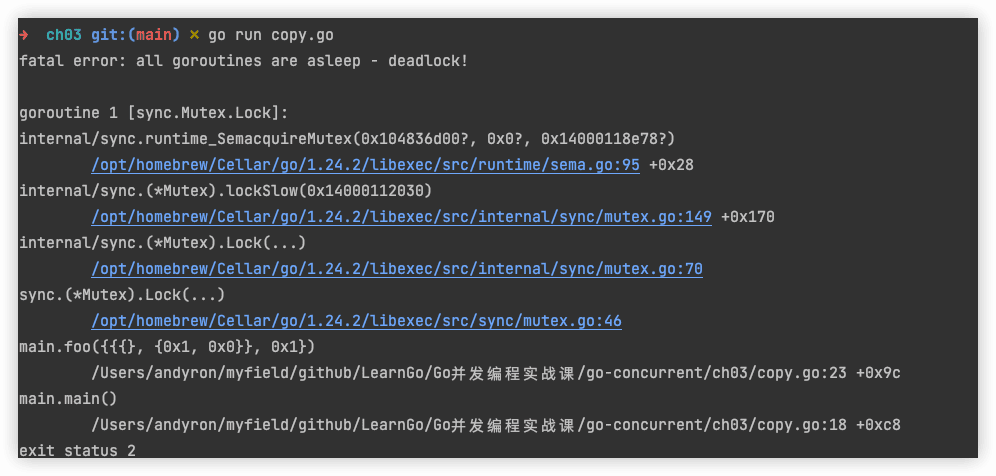 ➜ ch03 git:(main) ✗ go run copy.go
fatal error: all goroutines are asleep - deadlock!
goroutine 1 [sync.Mutex.Lock]:
internal/sync.runtime_SemacquireMutex(0x104836d00?, 0x0?, 0x14000118e78?)
/opt/homebrew/Cellar/go/1.24.2/libexec/src/runtime/sema.go:95 +0x28
internal/sync.(*Mutex).lockSlow(0x14000112030)
/opt/homebrew/Cellar/go/1.24.2/libexec/src/internal/sync/mutex.go:149 +0x170
internal/sync.(*Mutex).Lock(...)
/opt/homebrew/Cellar/go/1.24.2/libexec/src/internal/sync/mutex.go:70
sync.(*Mutex).Lock(...)
/opt/homebrew/Cellar/go/1.24.2/libexec/src/sync/mutex.go:46
main.foo({{{}, {0x1, 0x0}}, 0x1})
/Users/andyron/myfield/github/LearnGo/Go并发编程实战课/go-concurrent/ch03/copy.go:23 +0x9c
main.main()
/Users/andyron/myfield/github/LearnGo/Go并发编程实战课/go-concurrent/ch03/copy.go:18 +0xc8
exit status 2